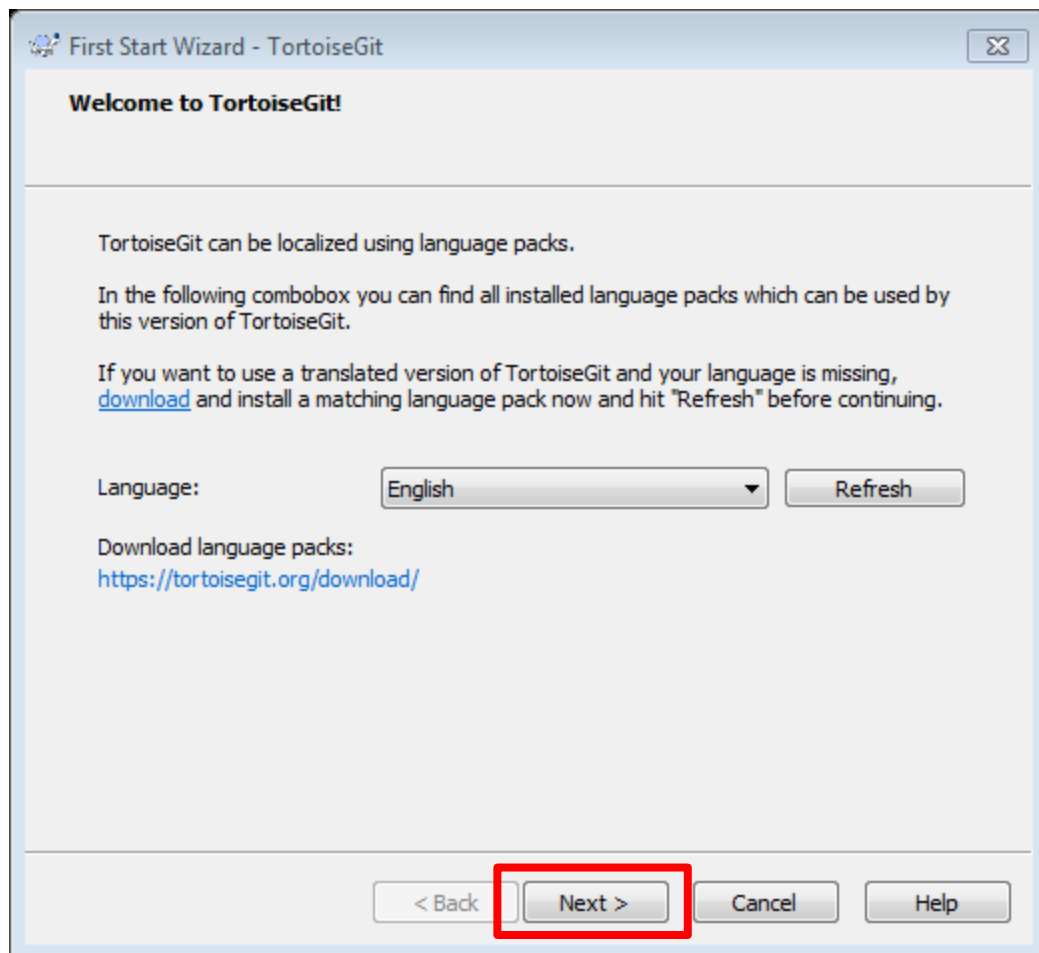 First Start Wizard - TortoiseGit
Welcome to TortoiseGit!
TortoiseGit can be localized using language packs.
In the following combobox you can find all installed language packs which can be used by
this version of TortoiseGit.
If you want to use a translated version of TortoiseGit and your language is missing,
download and install a matching language pack now and hit "Refresh" before continuing.
Language: English Refresh
Download language packs:
https://tortoisegit.org/download/
< Back Next > Cancel Help